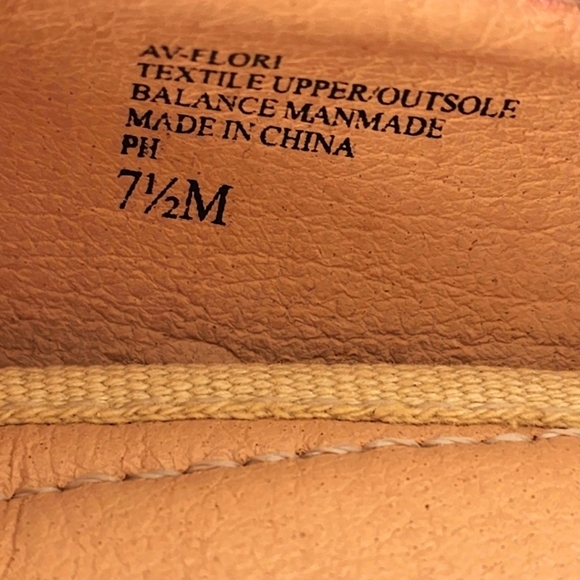 AV-FLORI
TEXTILE UPPER/OUTSOLE
BALANCE MANMADE
MADE IN CHINA
PH
7½M